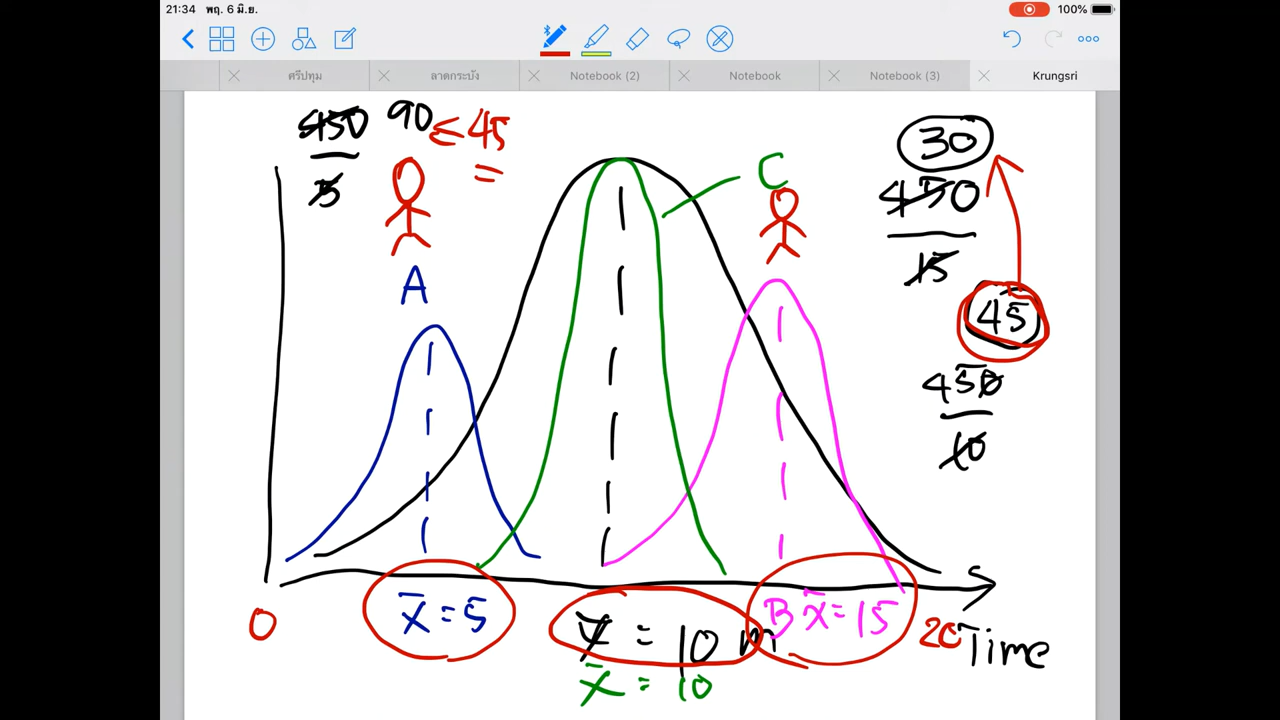 21:34 พฤ. 6 มิ.ย. 100%
ศรีปทุม ลาดกระบัง Notebook (2) Notebook Notebook (3) Krungsri
450
5
90
≤ 45
=
A
C
30
450
15
45
450
10
0
x̄ = 5
= 10 m
x̄ = 10
B x̄ = 15
20
Time